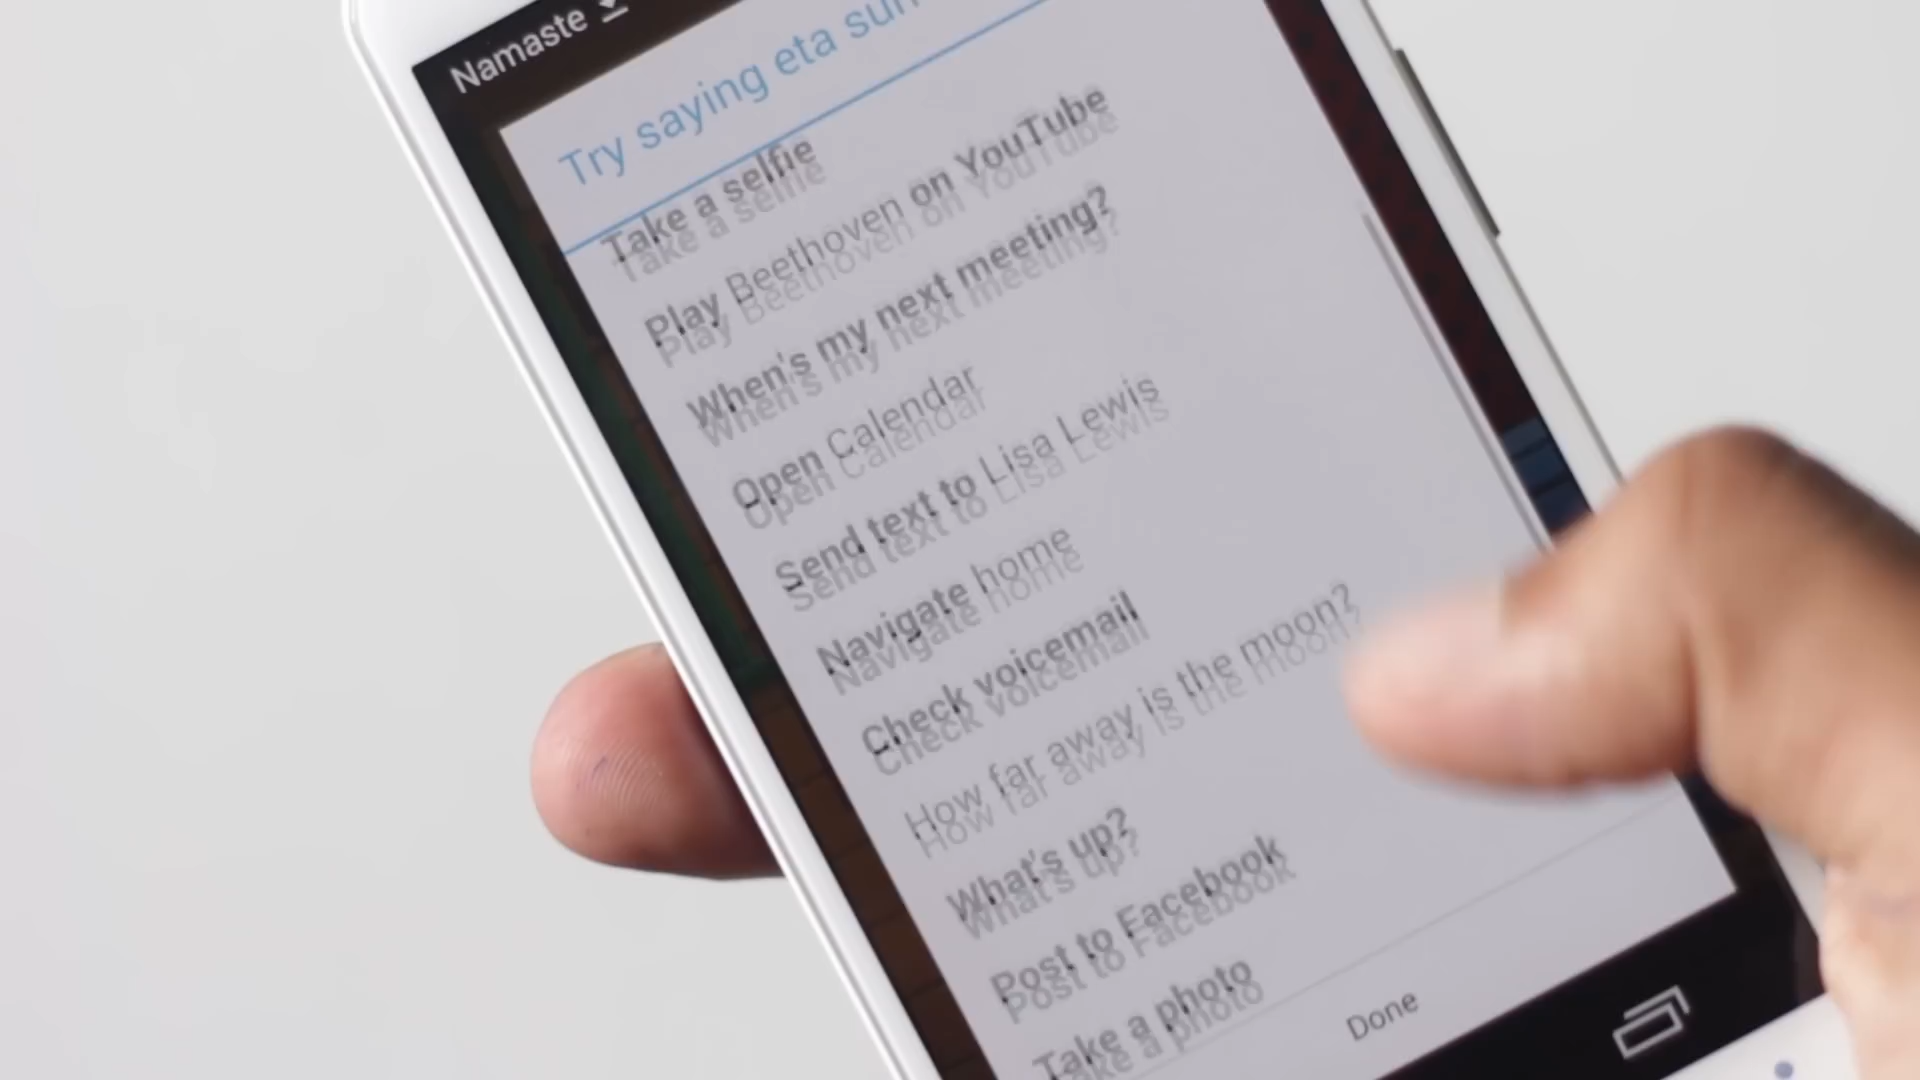 Namaste
Try saying eta
Take a selfie
Play Beethoven on YouTube
When's my next meeting?
Open Calendar
Send text to Lisa Lewis
Navigate home
Check voicemail
How far away is the moon?
What's up?
Post to Facebook
Take a photo
Done